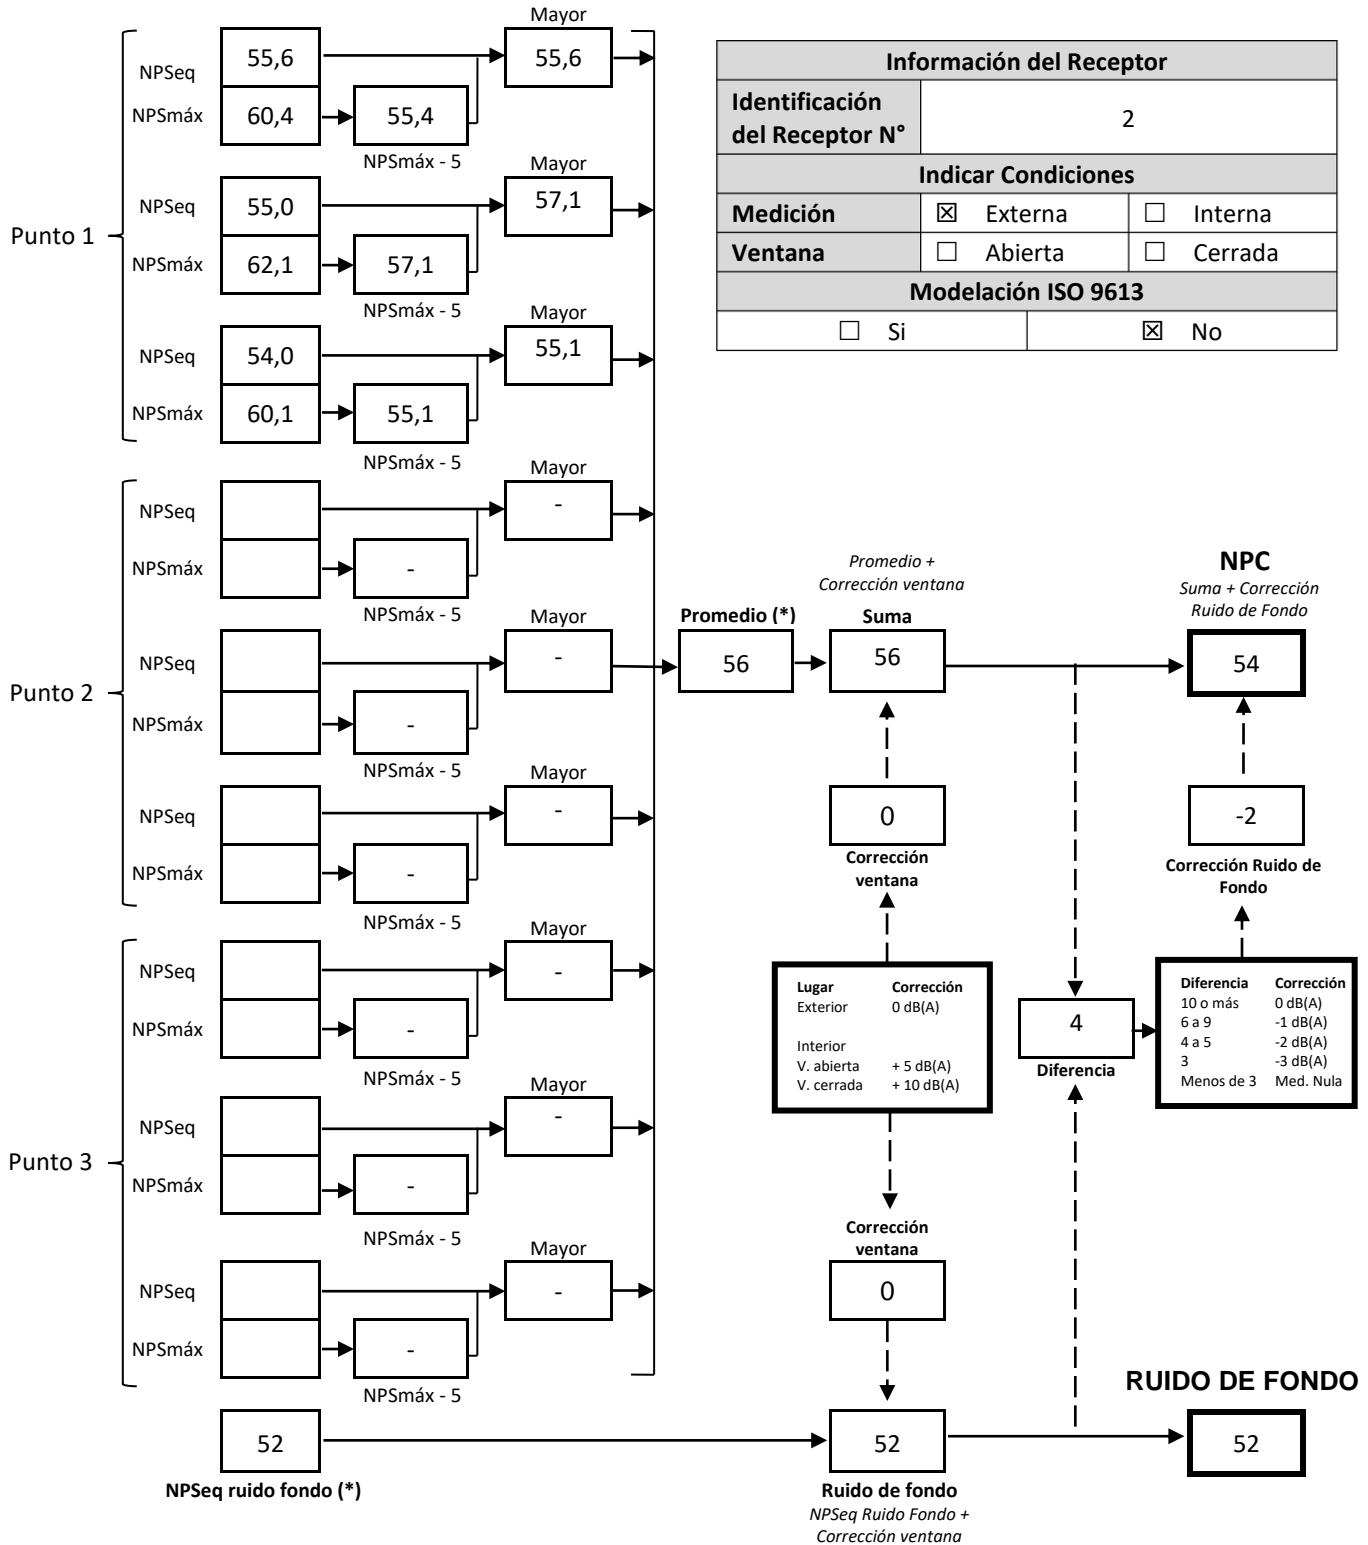 Información del Receptor
Identificación del Receptor N° 2
Indicar Condiciones
Medición ☒ Externa ☐ Interna
Ventana ☐ Abierta ☐ Cerrada
Modelación ISO 9613
☐ Si ☒ No
Punto 1
Mayor
NPSeq 55,6 55,6
NPSmáx 60,4 55,4
NPSmáx - 5
Mayor
NPSeq 55,0 57,1
NPSmáx 62,1 57,1
NPSmáx - 5
Mayor
NPSeq 54,0 55,1
NPSmáx 60,1 55,1
NPSmáx - 5
Punto 2
Mayor
NPSeq -
NPSmáx -
NPSmáx - 5
Mayor
NPSeq -
NPSmáx -
NPSmáx - 5
Mayor
NPSeq -
NPSmáx -
NPSmáx - 5
Punto 3
Mayor
NPSeq -
NPSmáx -
NPSmáx - 5
Mayor
NPSeq -
NPSmáx -
NPSmáx - 5
Mayor
NPSeq -
NPSmáx -
NPSmáx - 5
52
NPSeq ruido fondo (*)
Promedio (*)
56
Promedio +
Corrección ventana
Suma
56
0
Corrección
ventana
Lugar Corrección
Exterior 0 dB(A)
Interior
V. abierta + 5 dB(A)
V. cerrada + 10 dB(A)
Corrección
ventana
0
52
Ruido de fondo
NPSeq Ruido Fondo +
Corrección ventana
4
Diferencia
NPC
Suma + Corrección
Ruido de Fondo
54
-2
Corrección Ruido de
Fondo
Diferencia Corrección
10 o más 0 dB(A)
6 a 9 -1 dB(A)
4 a 5 -2 dB(A)
3 -3 dB(A)
Menos de 3 Med. Nula
RUIDO DE FONDO
52